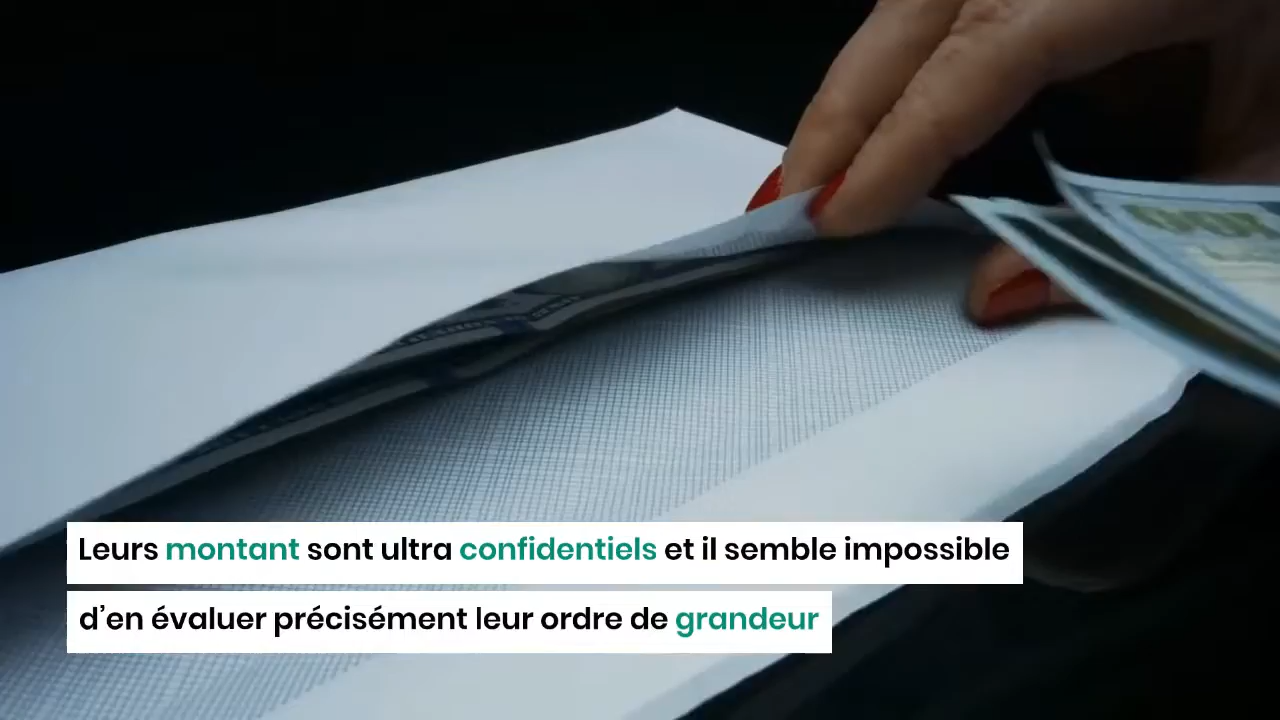 Leurs montant sont ultra confidentiels et il semble impossible
d’en évaluer précisément leur ordre de grandeur